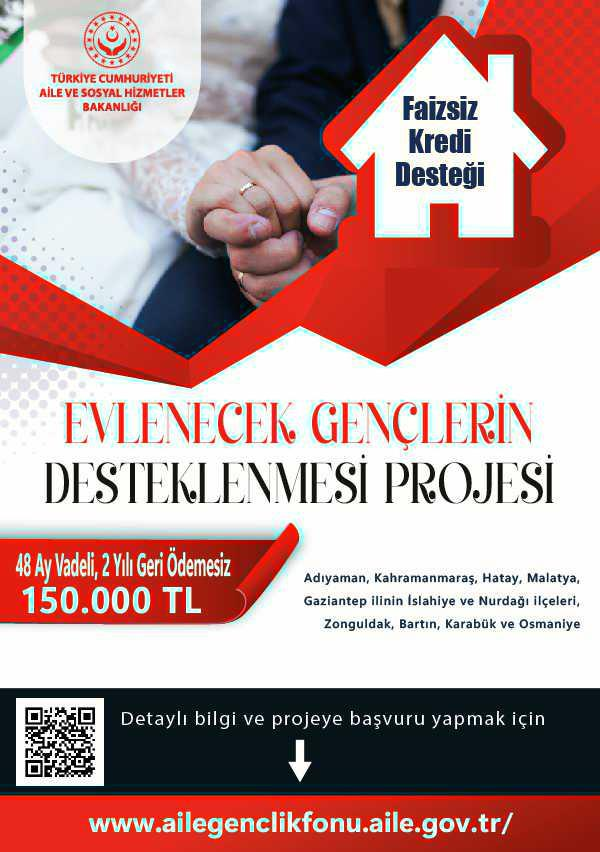 TÜRKİYE CUMHURİYETİ
AİLE VE SOSYAL HİZMETLER
BAKANLIĞI
Faizsiz
Kredi
Desteği
EVLENECEK GENÇLERİN
DESTEKLENMESİ PROJESİ
48 Ay Vadeli, 2 Yılı Geri Ödemesiz
150.000 TL
Adıyaman, Kahramanmaraş, Hatay, Malatya,
Gaziantep ilinin İslahiye ve Nurdağı ilçeleri,
Zonguldak, Bartın, Karabük ve Osmaniye
Detaylı bilgi ve projeye başvuru yapmak için
www.ailegenclikfonu.aile.gov.tr/